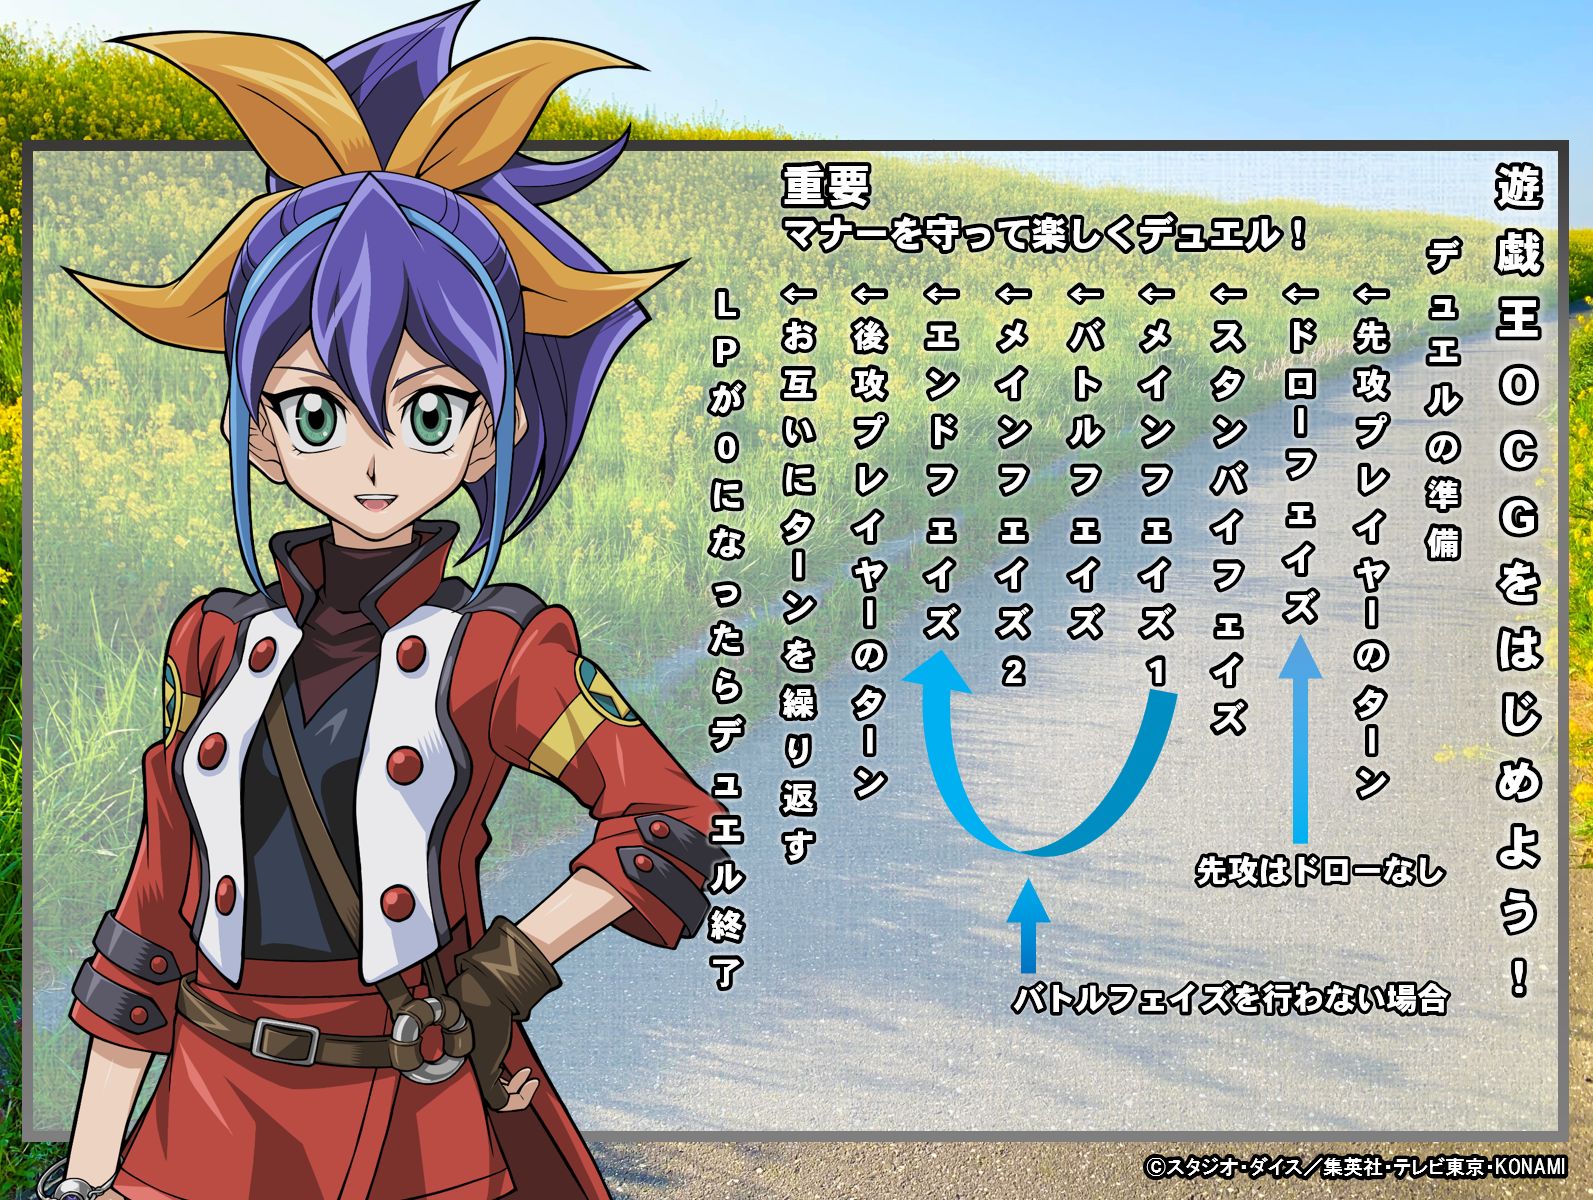 遊戯王OCGをはじめよう！
デュエルの準備
←先攻プレイヤーのターン
←ドローフェイズ
先攻はドローなし
←スタンバイフェイズ
←メインフェイズ1
←バトルフェイズ
←メインフェイズ2
←エンドフェイズ
バトルフェイズを行わない場合
←後攻プレイヤーのターン
←お互いにターンを繰り返す
LPが0になったらデュエル終了
重要
マナーを守って楽しくデュエル！
©スタジオ・ダイス／集英社・テレビ東京・KONAMI